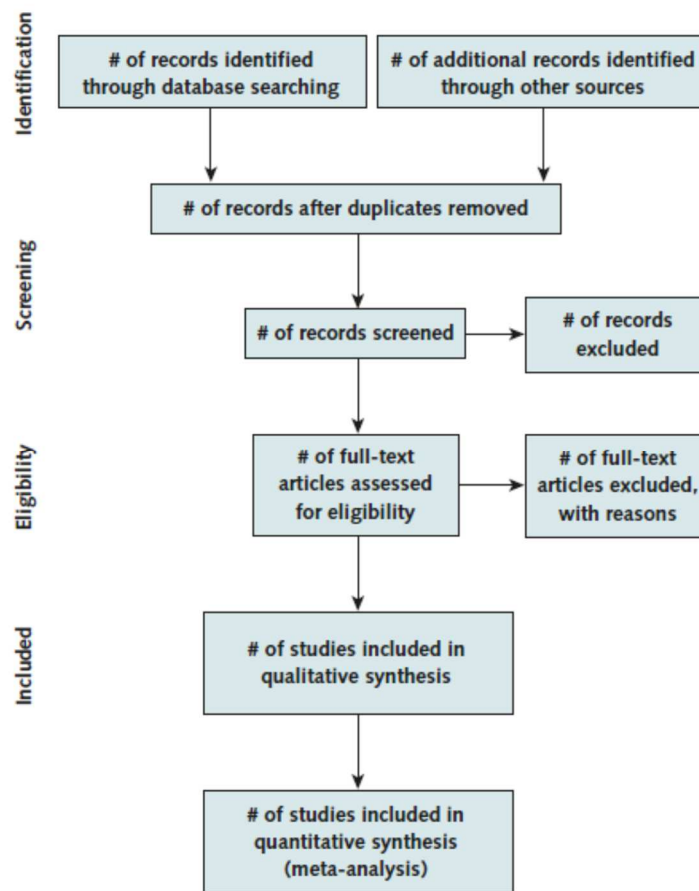 Identification
# of records identified
through database searching
# of additional records identified
through other sources
# of records after duplicates removed
Screening
# of records screened
# of records
excluded
Eligibility
# of full-text
articles assessed
for eligibility
# of full-text
articles excluded,
with reasons
Included
# of studies included in
qualitative synthesis
# of studies included in
quantitative synthesis
(meta-analysis)